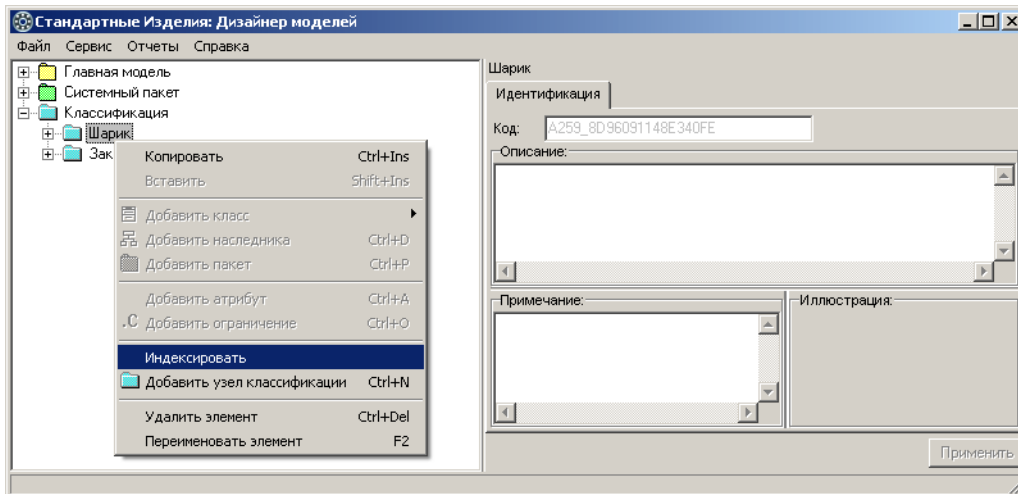 Стандартные Изделия: Дизайнер моделей
Файл Сервис Отчеты Справка
Главная модель
Системный пакет
Классификация
Шарик
Зак
Копировать Ctrl+Ins
Вставить Shift+Ins
Добавить класс
Добавить наследника Ctrl+D
Добавить пакет Ctrl+P
Добавить атрибут Ctrl+A
.C Добавить ограничение Ctrl+O
Индексировать
Добавить узел классификации Ctrl+N
Удалить элемент Ctrl+Del
Переименовать элемент F2
Шарик
Идентификация
Код: A259_8D96091148E340FE
Описание:
Примечание:
Иллюстрация:
Применить